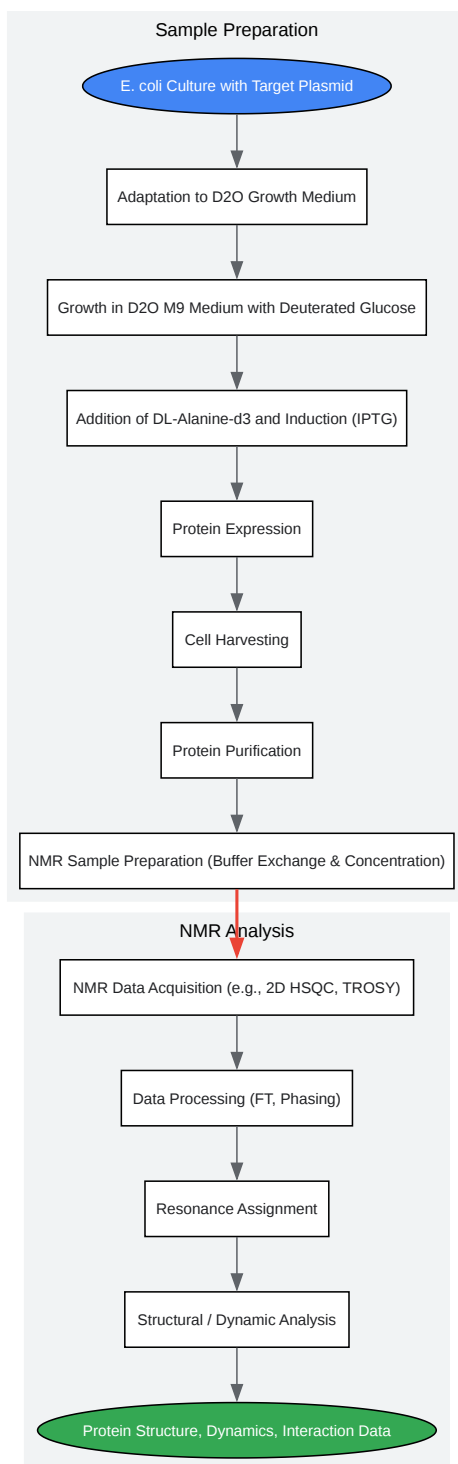 Sample Preparation
E. coli Culture with Target Plasmid
Adaptation to D2O Growth Medium
Growth in D2O M9 Medium with Deuterated Glucose
Addition of DL-Alanine-d3 and Induction (IPTG)
Protein Expression
Cell Harvesting
Protein Purification
NMR Sample Preparation (Buffer Exchange & Concentration)
NMR Analysis
NMR Data Acquisition (e.g., 2D HSQC, TROSY)
Data Processing (FT, Phasing)
Resonance Assignment
Structural / Dynamic Analysis
Protein Structure, Dynamics, Interaction Data